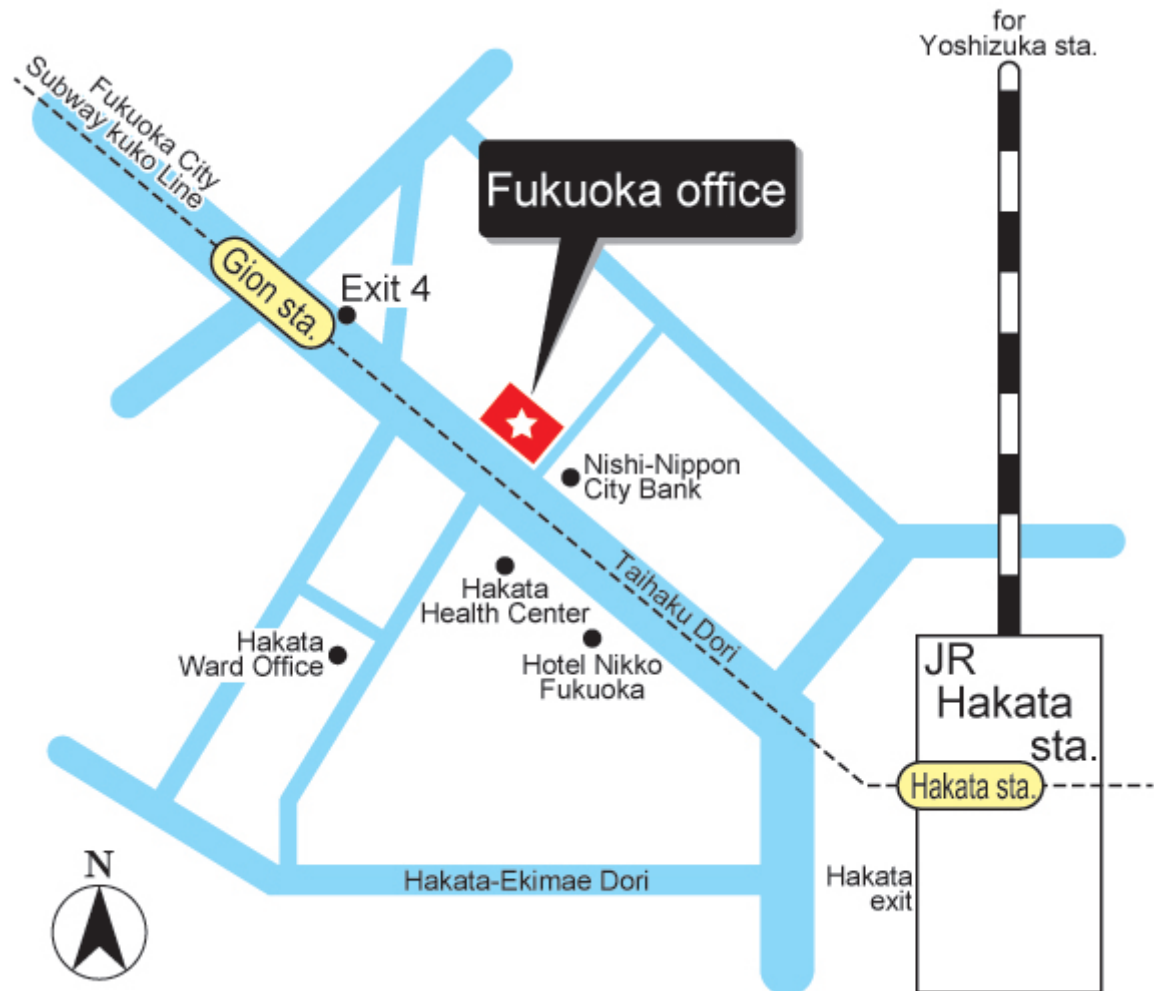 for
Yoshizuka sta.
Fukuoka City
Subway kuko Line
Fukuoka office
Gion sta.
Exit 4
Nishi-Nippon
City Bank
Taihaku Dori
Hakata
Health Center
Hakata
Ward Office
Hotel Nikko
Fukuoka
JR
Hakata
sta.
Hakata sta.
Hakata-Ekimae Dori
Hakata
exit
N